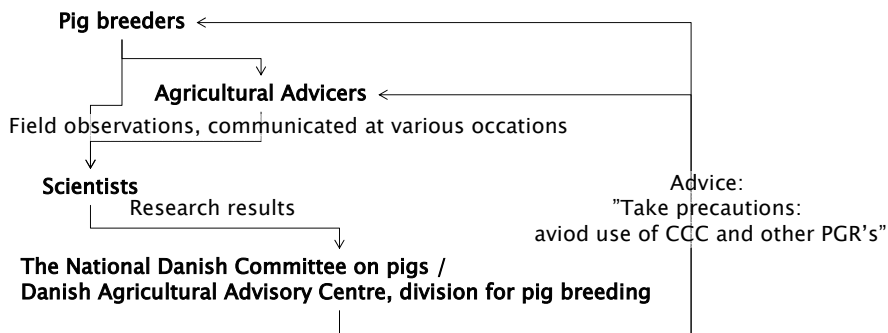 Pig breeders
Agricultural Advicers
Field observations, communicated at various occations
Scientists
Research results
Advice:
”Take precautions:
aviod use of CCC and other PGR’s”
The National Danish Committee on pigs /
Danish Agricultural Advisory Centre, division for pig breeding